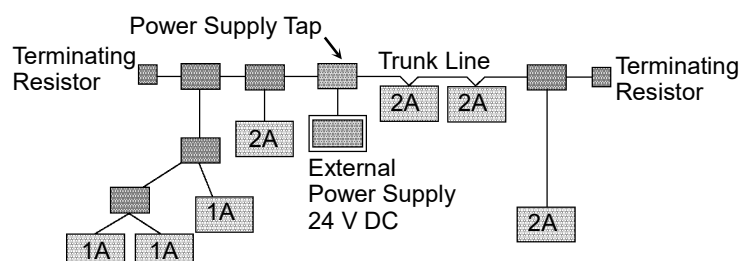 Power Supply Tap
Terminating
Resistor
Trunk Line
Terminating
Resistor
2A
2A
2A
External
Power Supply
24 V DC
1A
2A
1A
1A